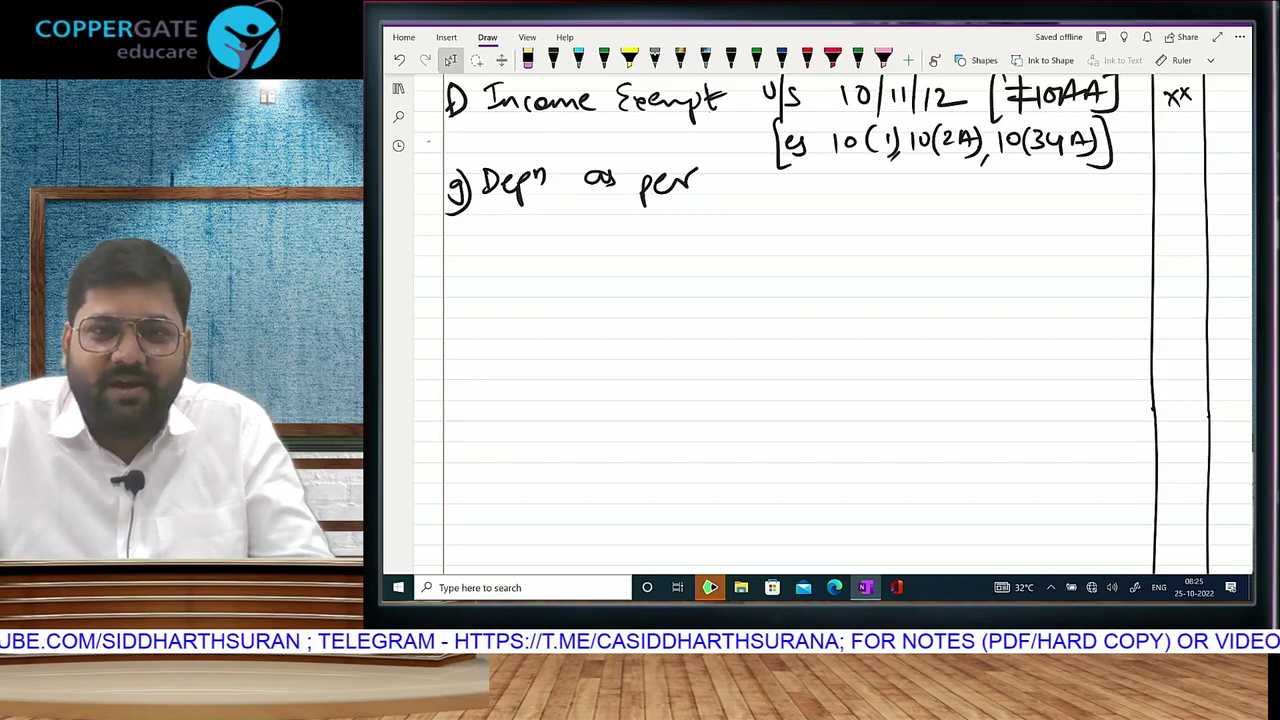 COPPERGATE
educare
Home Insert Draw View Help
Saved offline
Share
Shapes
Ink to Shape
Ink to Text
Ruler
f) Income Exempt u/s 10/11/12 [≠10AA] xx
[eg 10(1), 10(2A), 10(34A)]
g) Depn as per
Type here to search
32°C
ENG
08:25
25-10-2022
UBE.COM/SIDDHARTHSURAN ; TELEGRAM - HTTPS://T.ME/CASIDDHARTHSURANA; FOR NOTES (PDF/HARD COPY) OR VIDEO